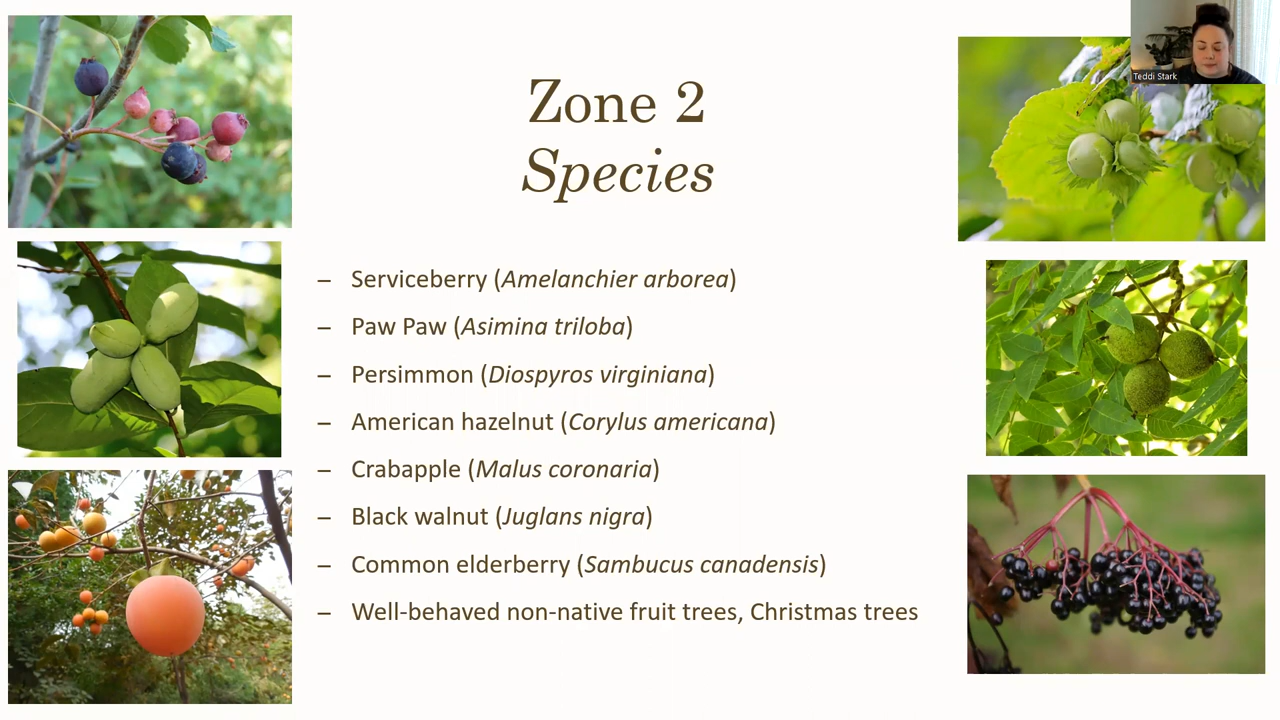 Teddi Stark
Zone 2
Species
– Serviceberry (Amelanchier arborea)
– Paw Paw (Asimina triloba)
– Persimmon (Diospyros virginiana)
– American hazelnut (Corylus americana)
– Crabapple (Malus coronaria)
– Black walnut (Juglans nigra)
– Common elderberry (Sambucus canadensis)
– Well-behaved non-native fruit trees, Christmas trees